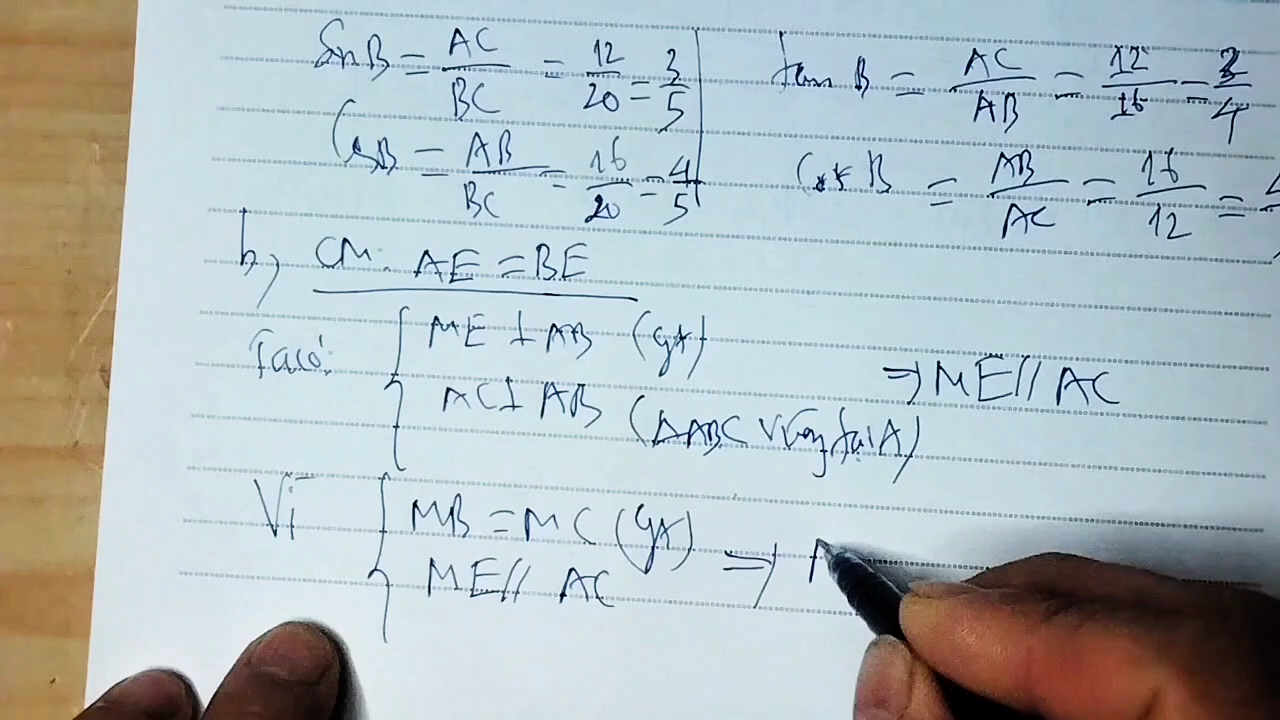 Sin B = AC/BC = 12/20 = 3/5
tan B = AC/AB = 12/16 = 3/4
Cos B = AB/BC = 16/20 = 4/5
Cot B = AB/AC = 16/12 =
b) CM: AE = BE
Ta có: ME ⊥ AB (gt)
AC ⊥ AB (ΔABC vuông tại A)
⇒ ME // AC
Vì MB = MC (gt)
ME // AC ⇒